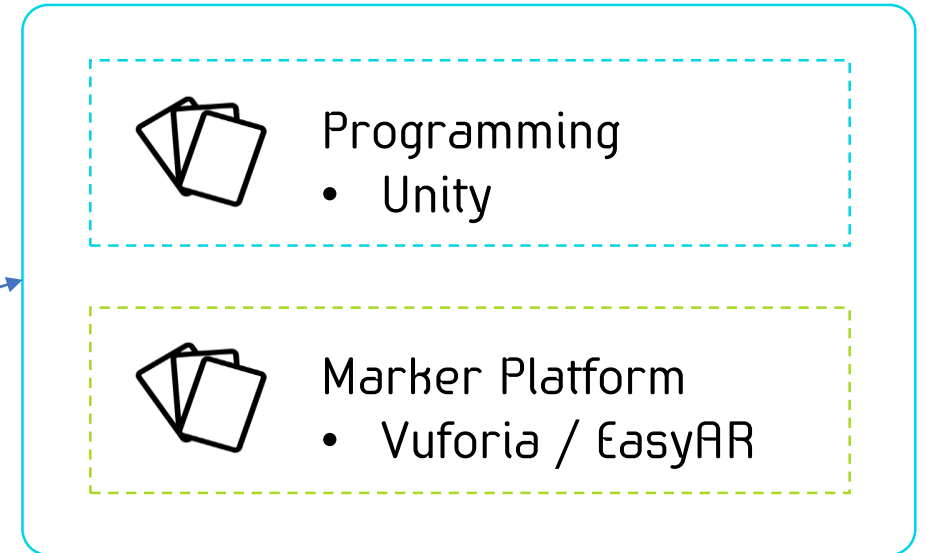 Programming
• Unity
Marker Platform
• Vuforia / EasyAR